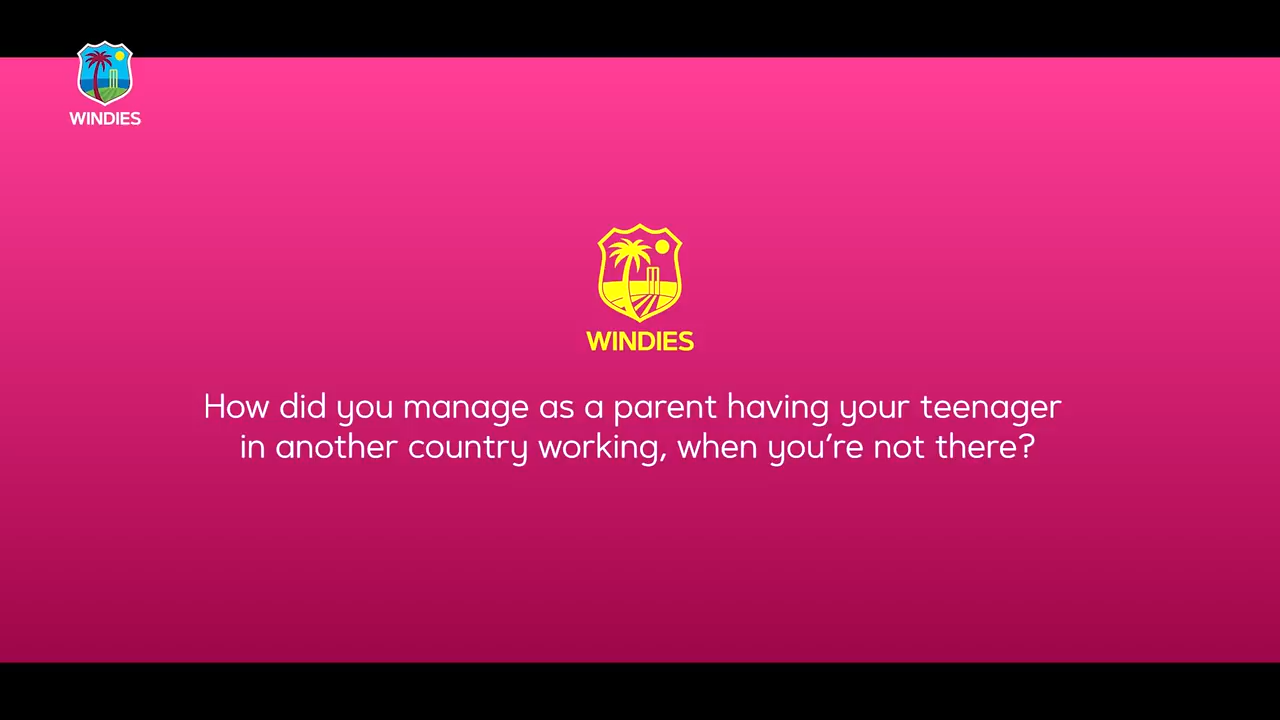 WINDIES
WINDIES
How did you manage as a parent having your teenager
in another country working, when you’re not there?